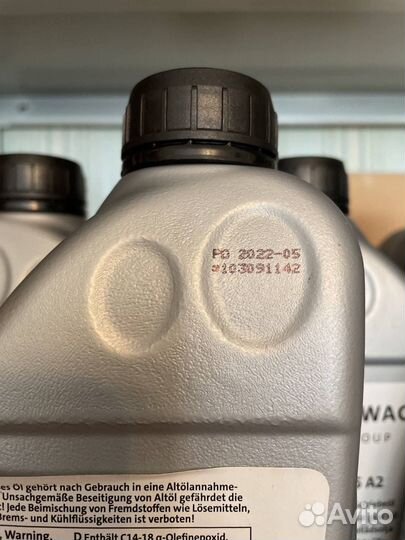 PD 2022-05
#103091142
WAG
OUP
S A2
es Öl gehört nach Gebrauch in eine Altölannahme-
Unsachgemäße Beseitigung von Altöl gefährdet die
t! Jede Beimischung von Fremdstoffen wie Lösemitteln,
Brems- und Kühlflüssigkeiten ist verboten!
, Warning.
D Enthält C14-18 α-Olefinepoxid,
Avito